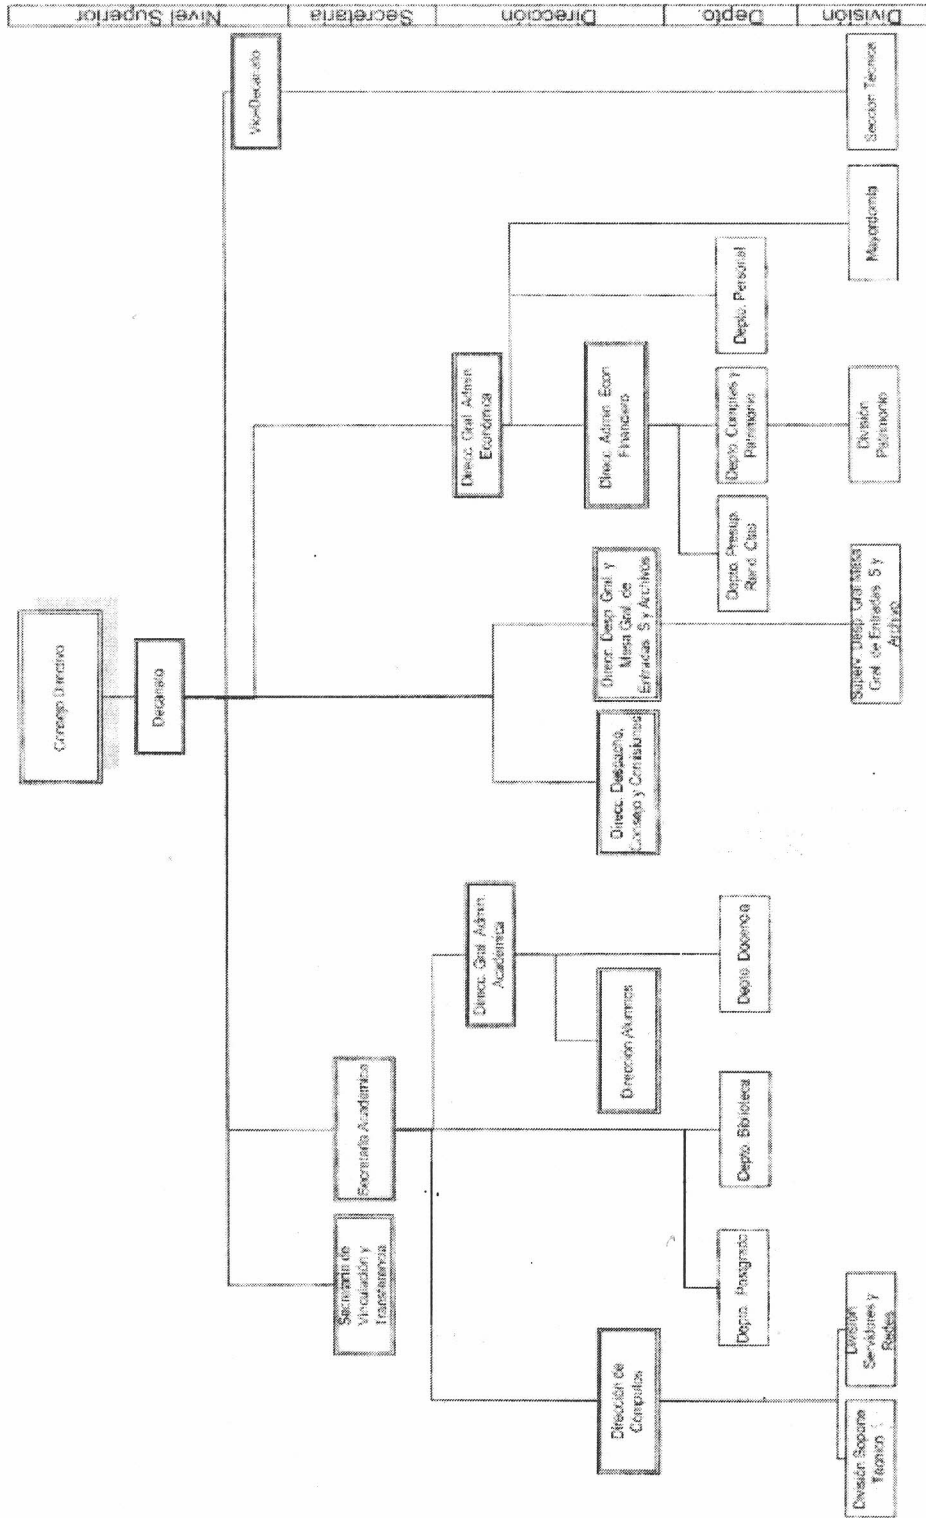 Consejo Directivo
Decanato
Vice-Decanato
Secretaría de
Vinculación y
Transferencia
Secretaría Académica
Direcc. Gral. Admin.
Académica
Direcc. Gral. Admin.
Económica
Dirección de
Computos
Dirección Alumnos
Direcc. Despacho,
Consejo y Comisiones
Direcc. Desp. Gral. y
Mesa Gral. de
Entradas S y Archivos
Direcc. Admin. Econ
Financiero
Depto. Posgrado
Depto. Biblioteca
Depto. Docencia
Depto. Presup.
Rend. Ctas
Depto. Compras y
Patrimonio
Depto. Personal
División Soporte
Técnico
División
Servidores y
Redes
Superv. Desp. Gral. Mesa
Gral. de Entradas S y
Archivo
División
Patrimonio
Mayordomía
Sección Técnica
Nivel Superior
Secretaría
Dirección
Depto.
División